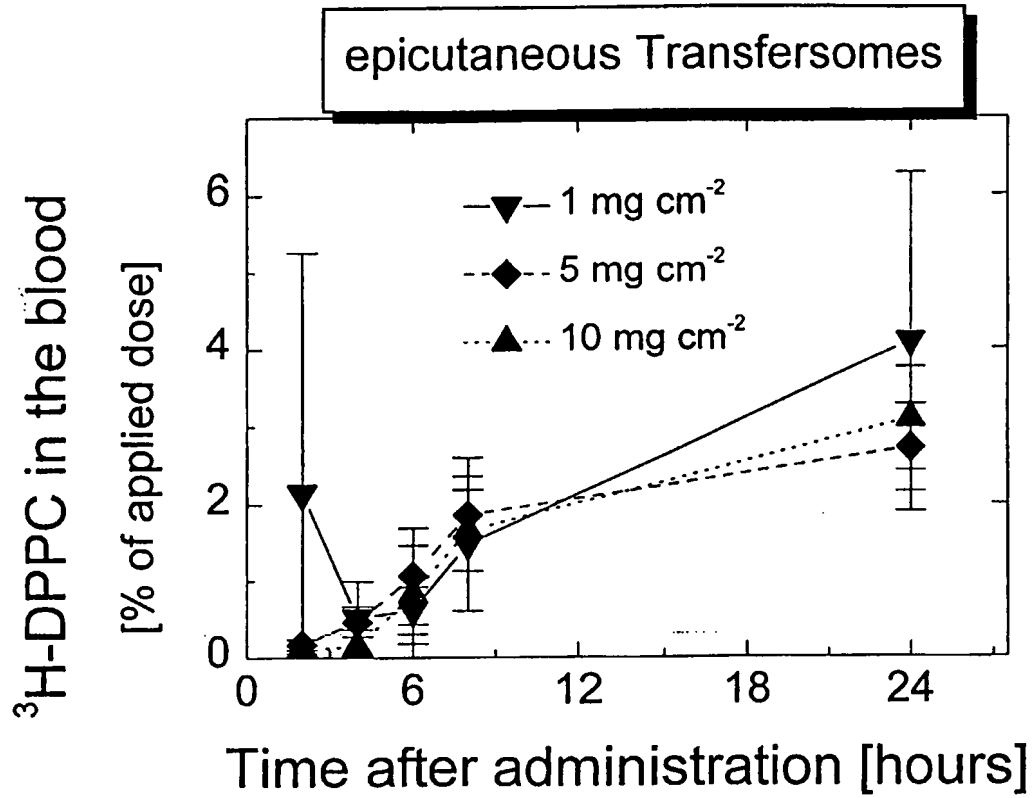 epicutaneous Transfersomes
³H-DPPC in the blood
[% of applied dose]
6
4
2
0
1 mg cm⁻²
5 mg cm⁻²
10 mg cm⁻²
0 6 12 18 24
Time after administration [hours]